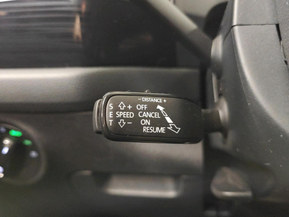 - DISTANCE +
S + OFF
E SPEED CANCEL
T - ON
RESUME